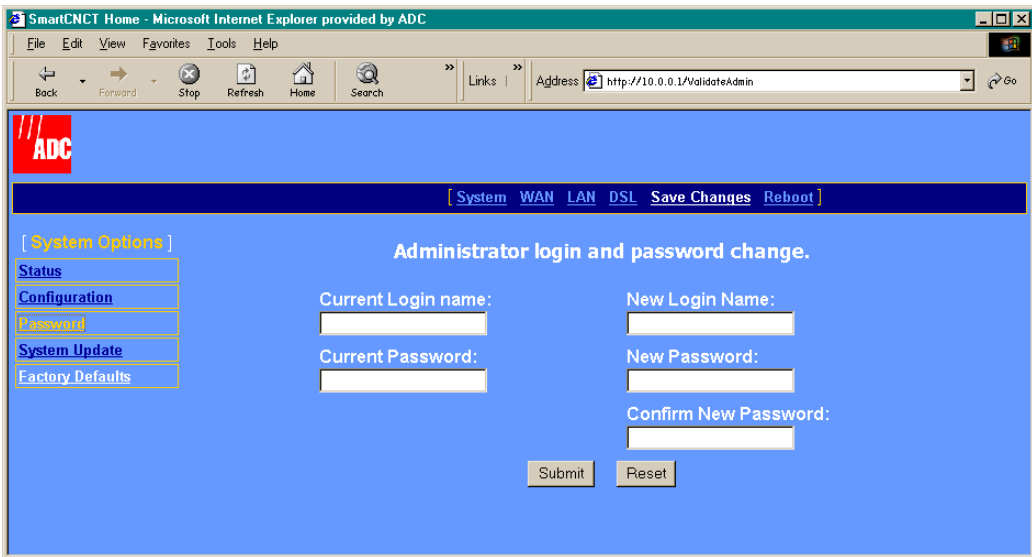 SmartCNCT Home - Microsoft Internet Explorer provided by ADC
File Edit View Favorites Tools Help
Back Forward Stop Refresh Home Search » Links » Address http://10.0.0.1/ValidateAdmin Go
ADC
[ System WAN LAN DSL Save Changes Reboot ]
[ System Options ]
Status
Configuration
Password
System Update
Factory Defaults
Administrator login and password change.
Current Login name: New Login Name:
Current Password: New Password:
Confirm New Password:
Submit Reset